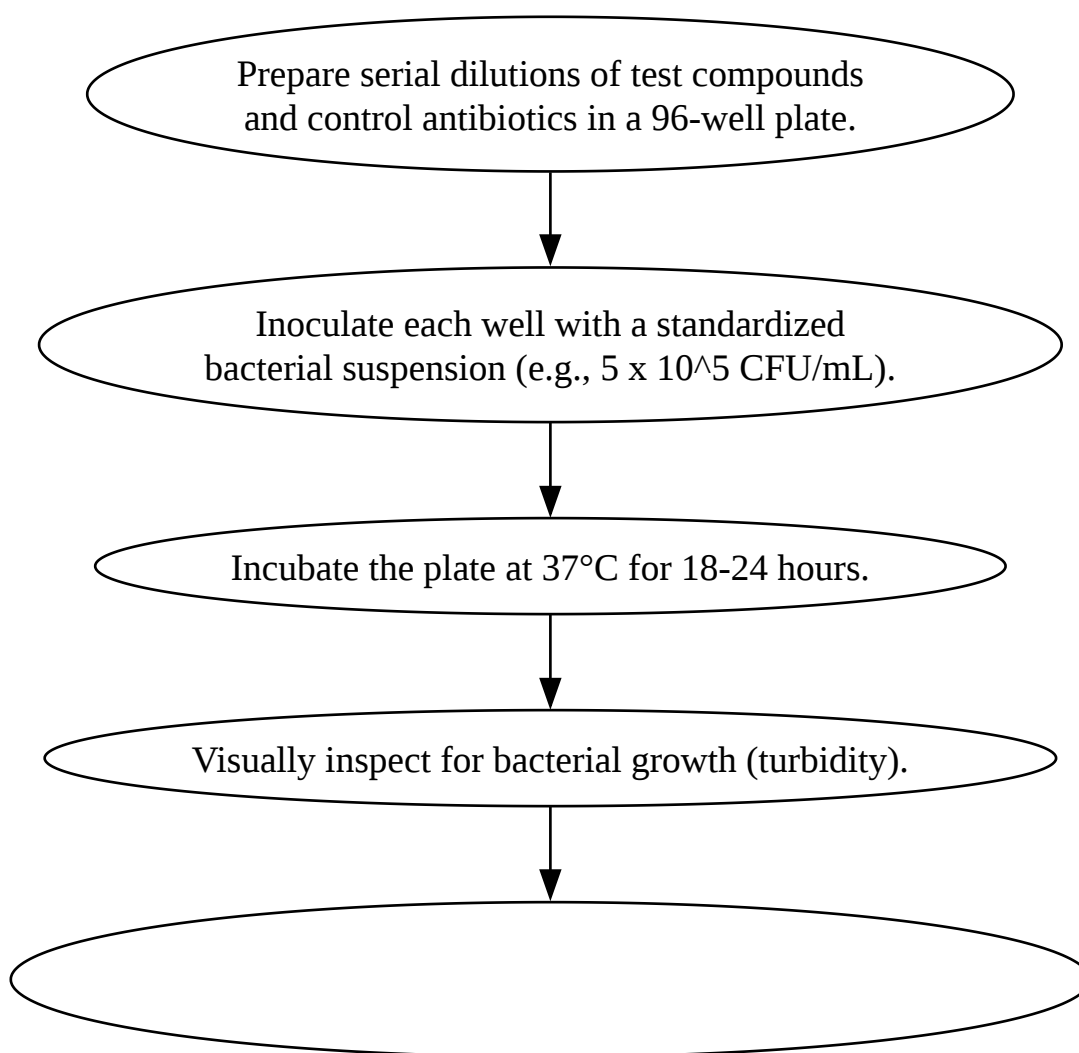 Prepare serial dilutions of test compounds
and control antibiotics in a 96-well plate.
Inoculate each well with a standardized
bacterial suspension (e.g., 5 x 10^5 CFU/mL).
Incubate the plate at 37°C for 18-24 hours.
Visually inspect for bacterial growth (turbidity).